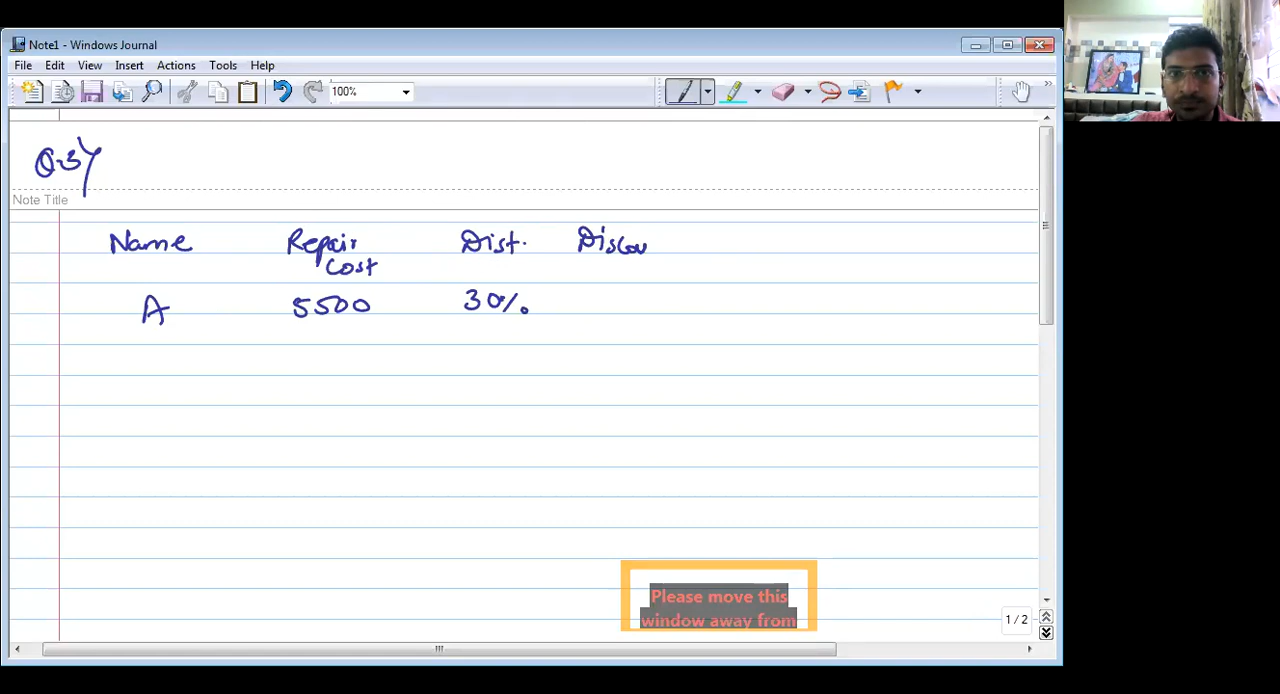 Note1 - Windows Journal
File Edit View Insert Actions Tools Help
100%
Q.34
Note Title
Name Repair Dist. Discou
Cost
A 5500 30%
Please move this
window away from
1 / 2